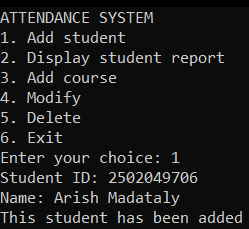 ATTENDANCE SYSTEM
1. Add student
2. Display student report
3. Add course
4. Modify
5. Delete
6. Exit
Enter your choice: 1
Student ID: 2502049706
Name: Arish Madataly
This student has been added